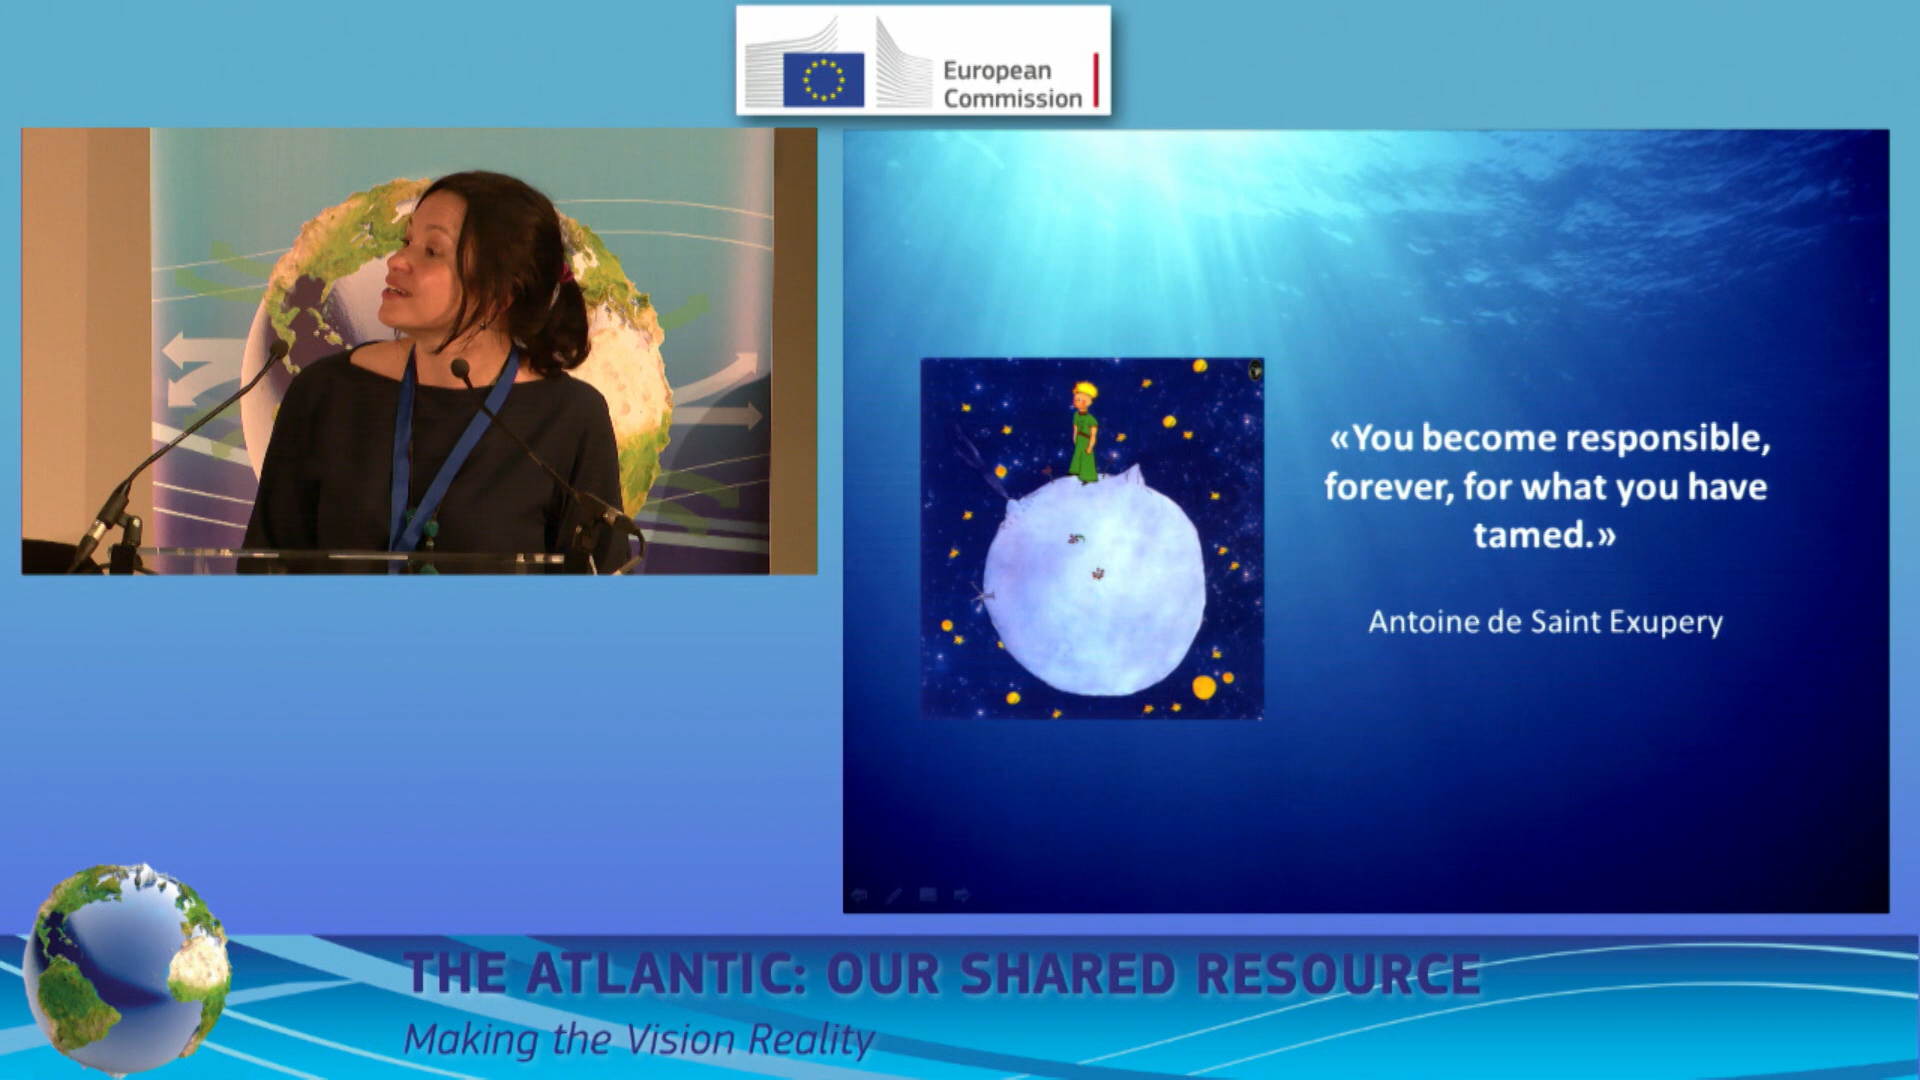 European
Commission
«You become responsible,
forever, for what you have
tamed.»
Antoine de Saint Exupery
THE ATLANTIC: OUR SHARED RESOURCE
Making the Vision Reality